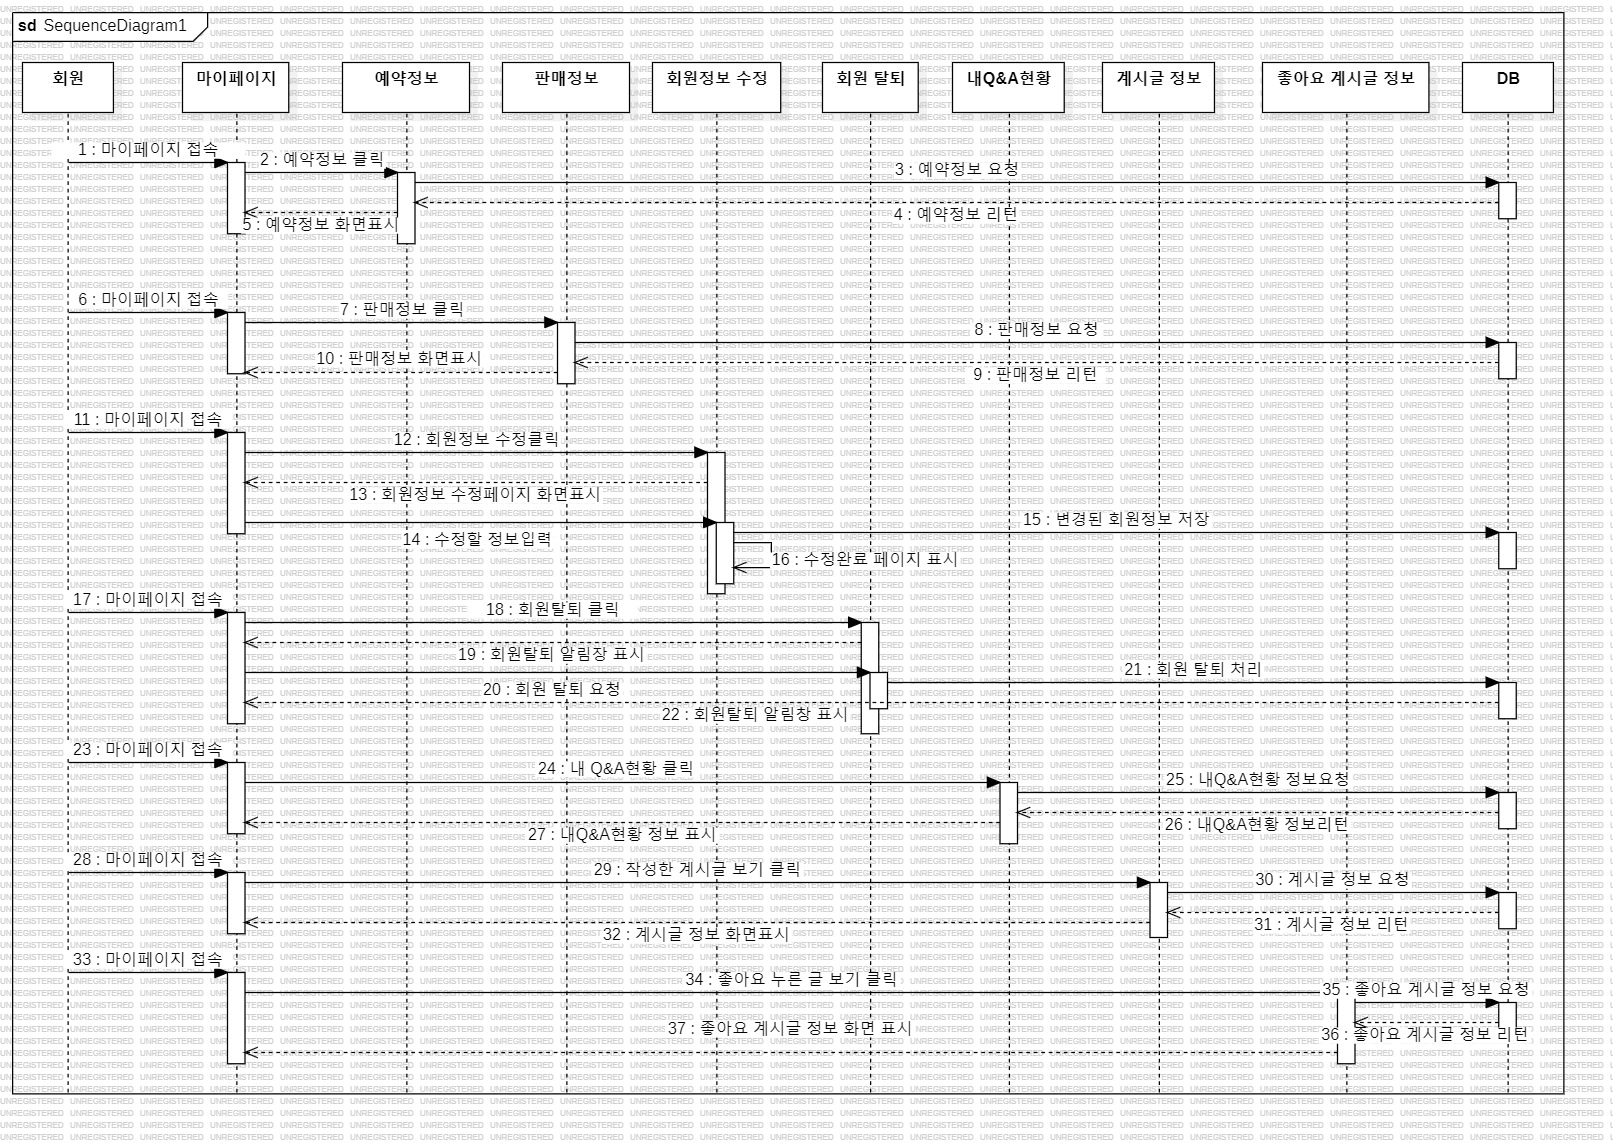 sd SequenceDiagram1
회원
마이페이지
예약정보
판매정보
회원정보 수정
회원 탈퇴
내Q&A현황
계시글 정보
좋아요 계시글 정보
DB
1 : 마이페이지 접속
2 : 예약정보 클릭
3 : 예약정보 요청
4 : 예약정보 리턴
5 : 예약정보 화면표시
6 : 마이페이지 접속
7 : 판매정보 클릭
8 : 판매정보 요청
9 : 판매정보 리턴
10 : 판매정보 화면표시
11 : 마이페이지 접속
12 : 회원정보 수정클릭
13 : 회원정보 수정페이지 화면표시
14 : 수정할 정보입력
15 : 변경된 회원정보 저장
16 : 수정완료 페이지 표시
17 : 마이페이지 접속
18 : 회원탈퇴 클릭
19 : 회원탈퇴 알림장 표시
20 : 회원 탈퇴 요청
21 : 회원 탈퇴 처리
22 : 회원탈퇴 알림창 표시
23 : 마이페이지 접속
24 : 내 Q&A현황 클릭
25 : 내Q&A현황 정보요청
26 : 내Q&A현황 정보리턴
27 : 내Q&A현황 정보 표시
28 : 마이페이지 접속
29 : 작성한 계시글 보기 클릭
30 : 계시글 정보 요청
31 : 계시글 정보 리턴
32 : 계시글 정보 화면표시
33 : 마이페이지 접속
34 : 좋아요 누른 글 보기 클릭
35 : 좋아요 계시글 정보 요청
36 : 좋아요 계시글 정보 리턴
37 : 좋아요 계시글 정보 화면 표시
UNREGISTERED